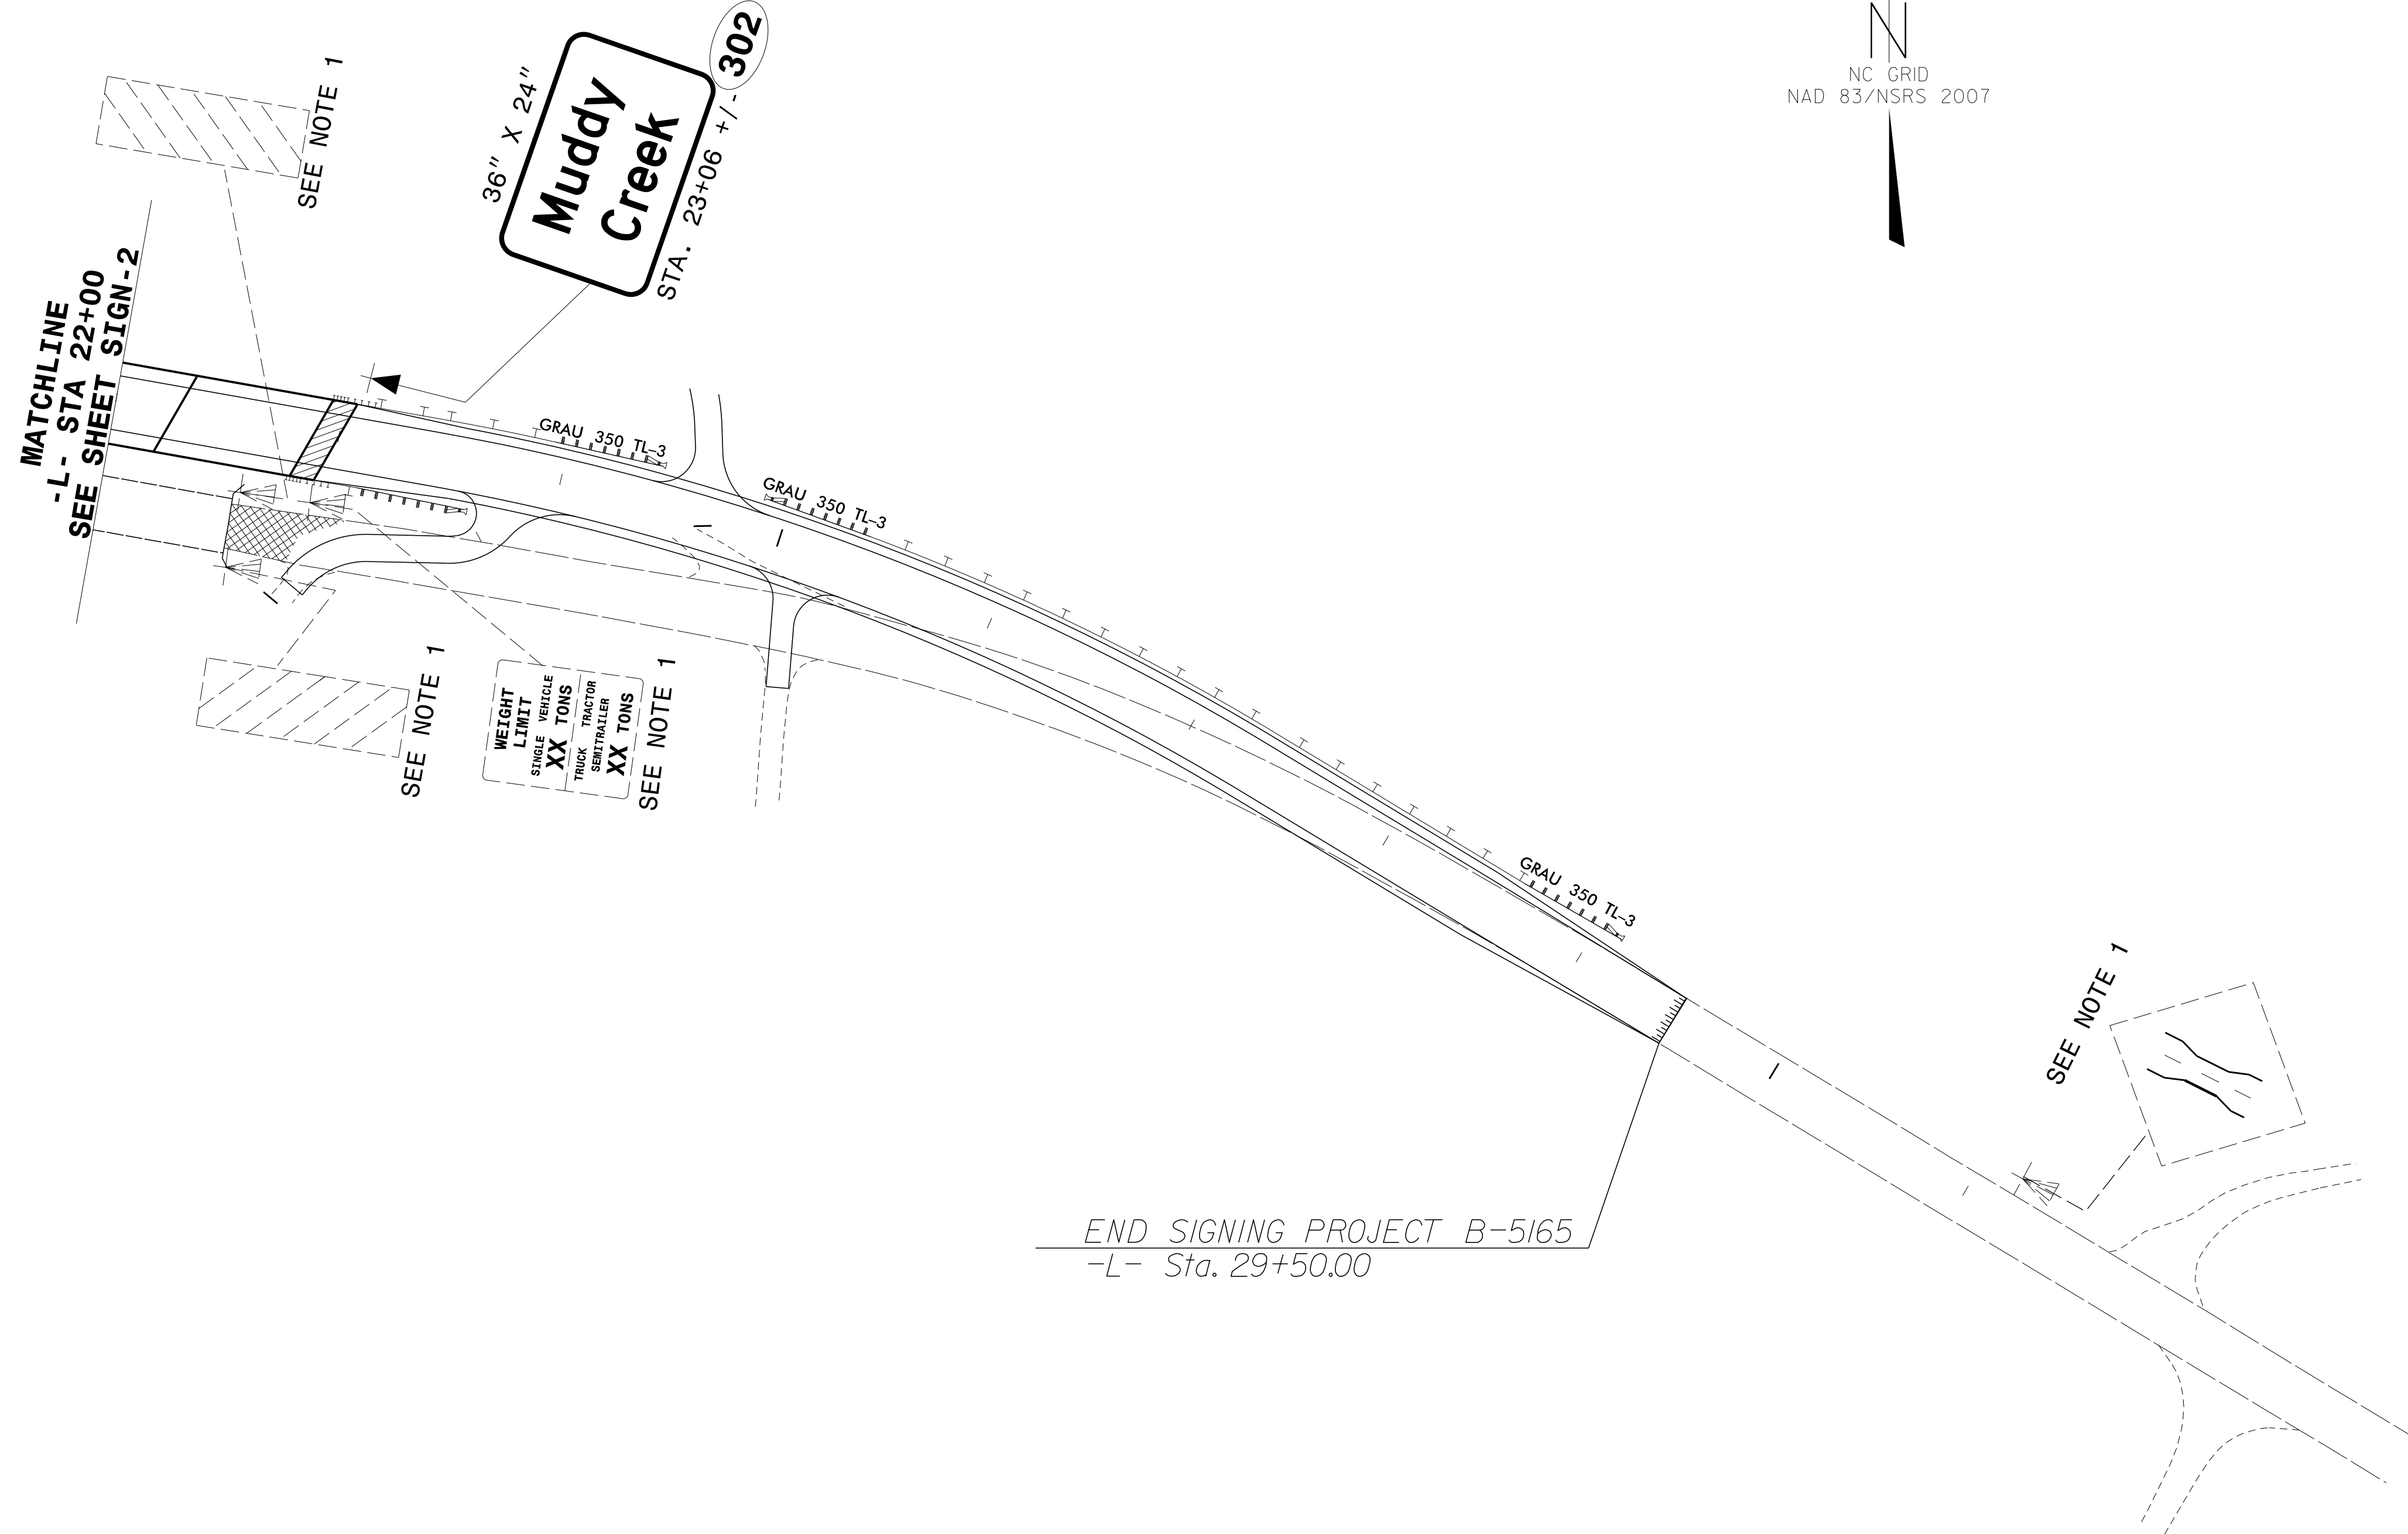 N
NC GRID
NAD 83/NSRS 2007
SEE NOTE 1
36" X 24"
Muddy
Creek
STA. 23+06 +/-
302
MATCHLINE
-L- STA 22+00
SEE SHEET SIGN-2
GRAU 350 TL-3
GRAU 350 TL-3
SEE NOTE 1
WEIGHT
LIMIT
SINGLE VEHICLE
XX TONS
TRUCK TRACTOR
SEMITRAILER
XX TONS
SEE NOTE 1
GRAU 350 TL-3
SEE NOTE 1
END SIGNING PROJECT B-5165
-L- Sta. 29+50.00